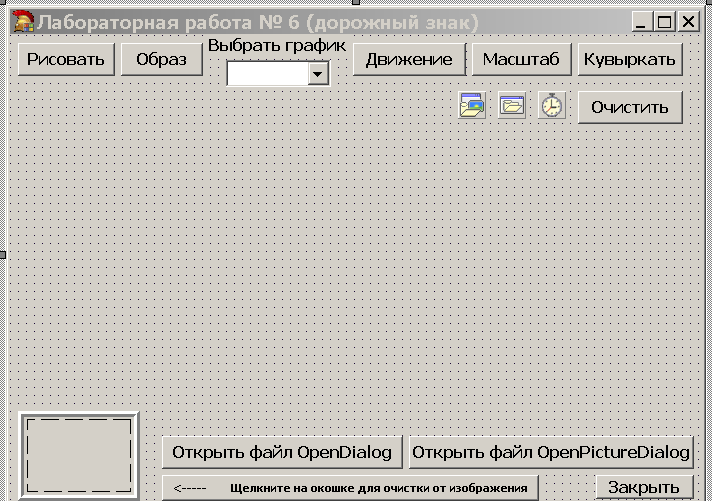 Лабораторная работа № 6 (дорожный знак)
Рисовать
Образ
Выбрать график
Движение
Масштаб
Кувыркать
Очистить
Открыть файл OpenDialog
Открыть файл OpenPictureDialog
<----- Щелкните на окошке для очистки от изображения
Закрыть